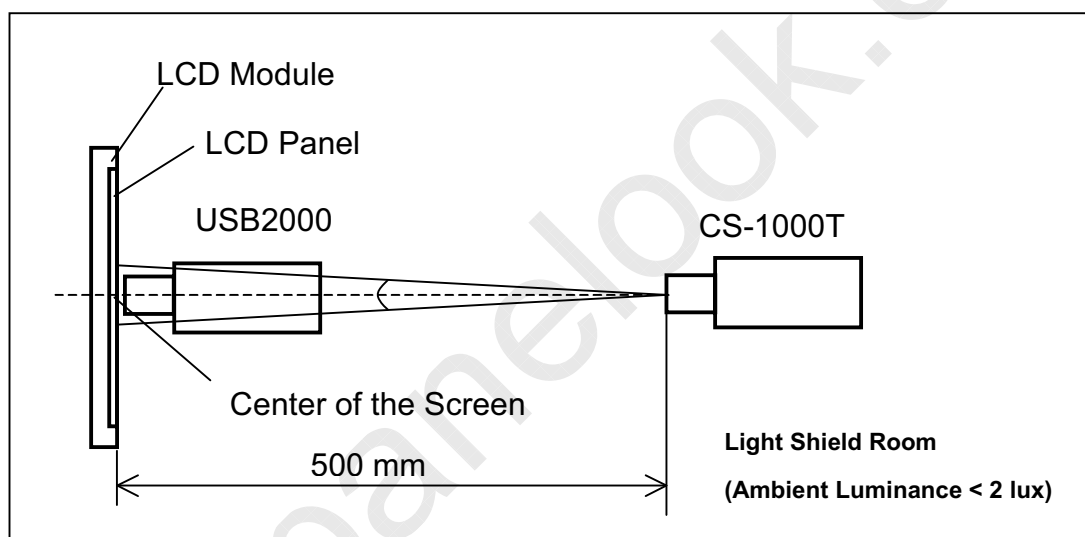 LCD Module
LCD Panel
USB2000
CS-1000T
Center of the Screen
500 mm
Light Shield Room
(Ambient Luminance < 2 lux)
panelook.